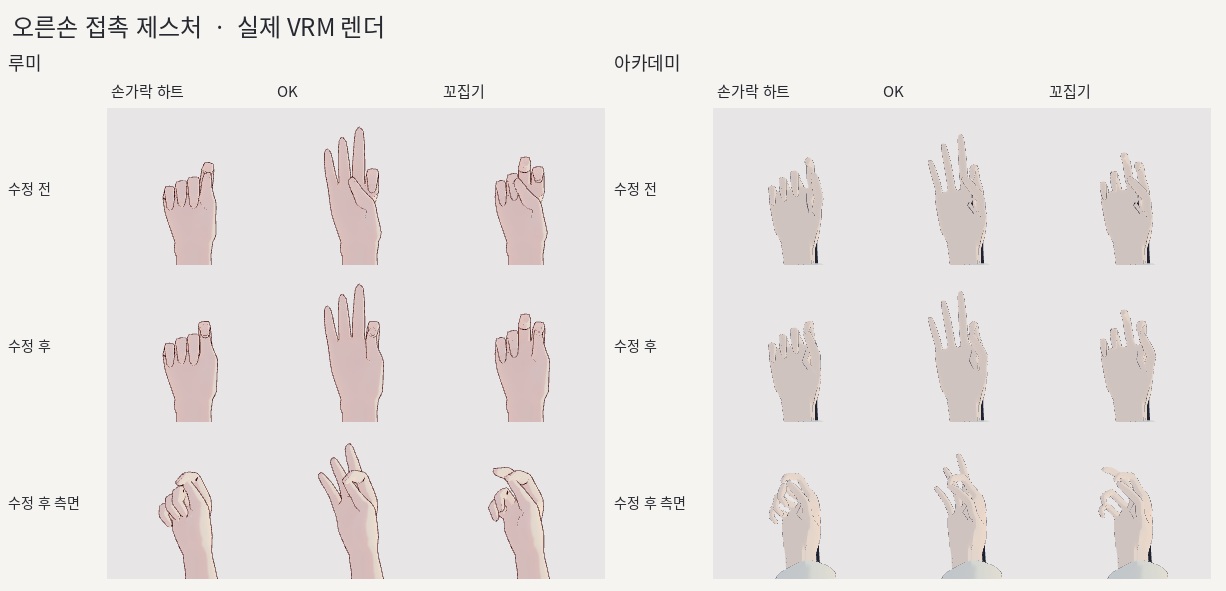 오른손 접촉 제스처 · 실제 VRM 렌더
루미
손가락 하트 OK 꼬집기
수정 전
수정 후
수정 후 측면
아카데미
손가락 하트 OK 꼬집기
수정 전
수정 후
수정 후 측면